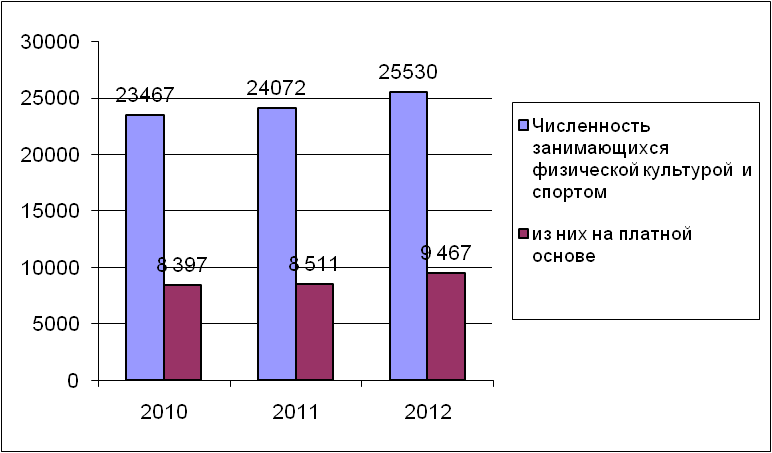 30000
25000
20000
15000
10000
5000
0
23467
24072
25530
8 397
8 511
9 467
2010
2011
2012
Численность
занимающихся
физической культурой и
спортом
из них на платной
основе